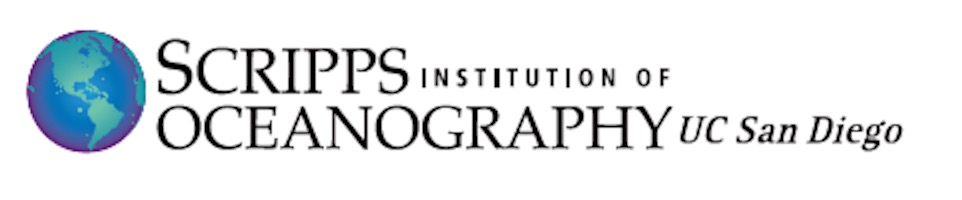 SCRIPPS INSTITUTION OF
OCEANOGRAPHY UC San Diego